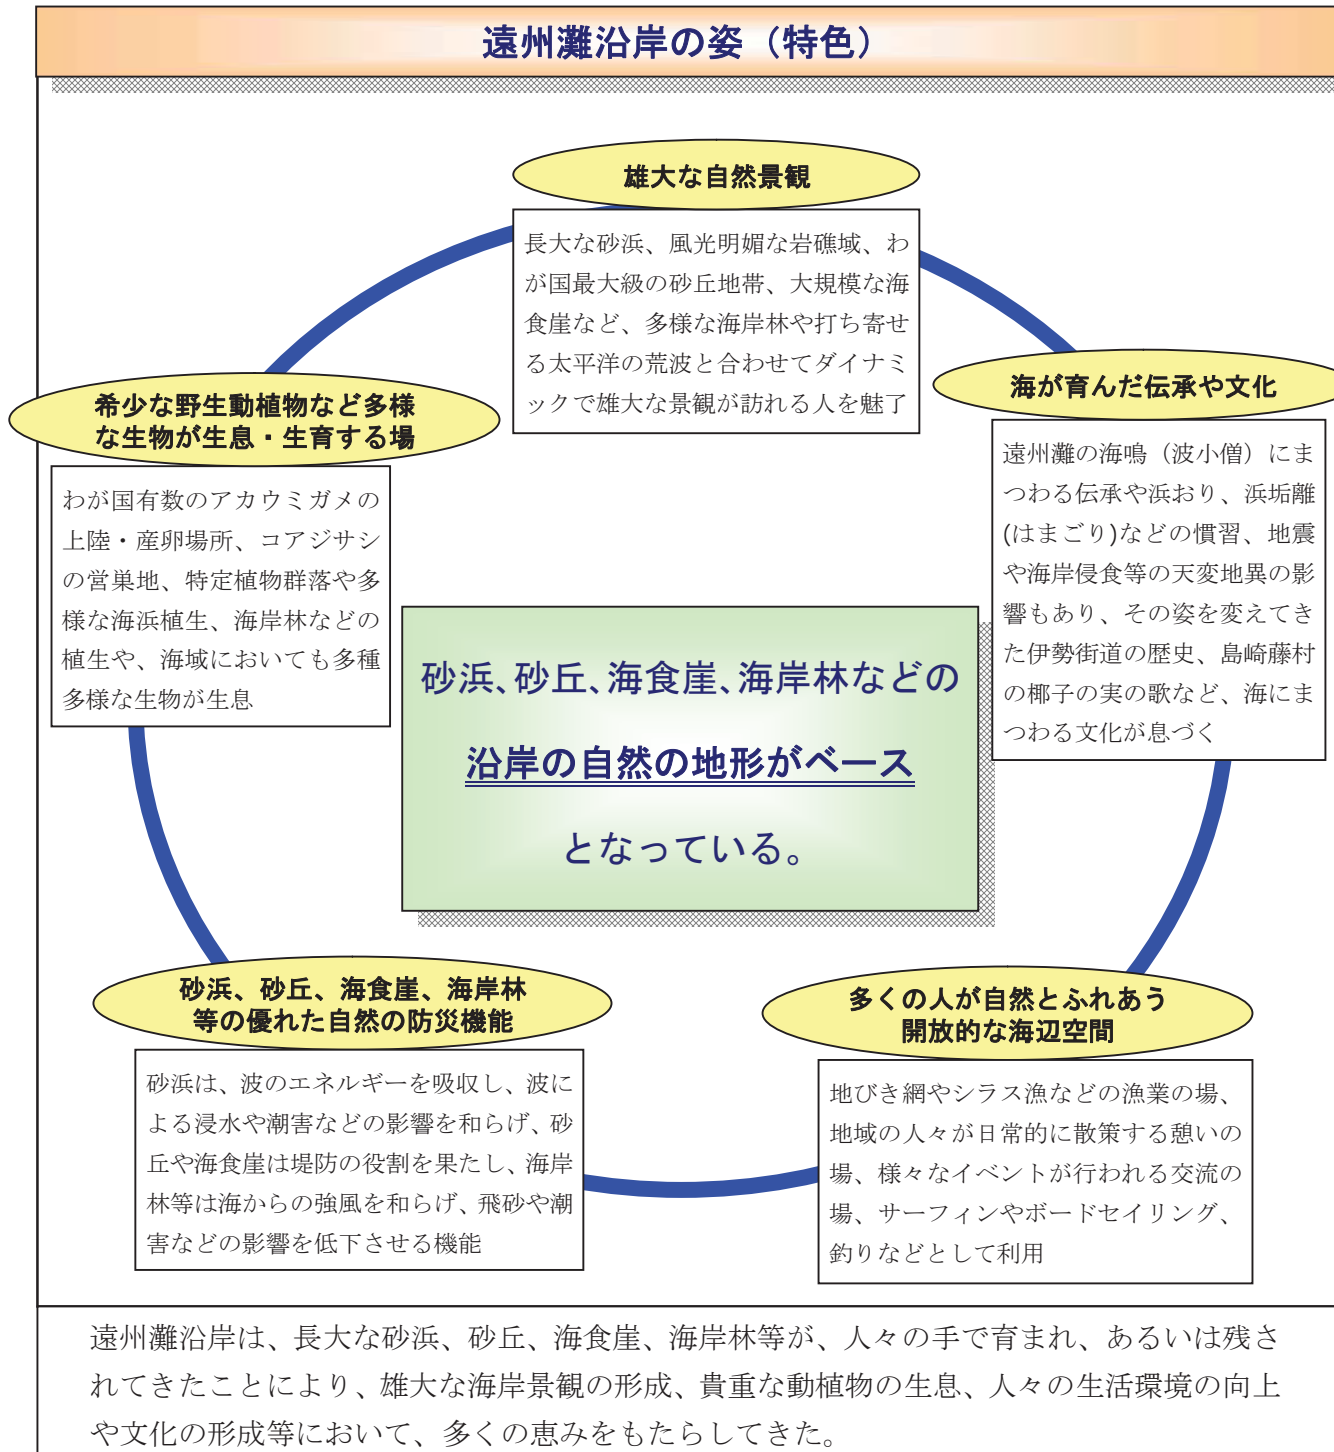 遠州灘沿岸の姿（特色）
雄大な自然景観
長大な砂浜、風光明媚な岩礁域、わ
が国最大級の砂丘地帯、大規模な海
食崖など、多様な海岸林や打ち寄せ
る太平洋の荒波と合わせてダイナミ
ックで雄大な景観が訪れる人を魅了
海が育んだ伝承や文化
遠州灘の海鳴（波小僧）にま
つわる伝承や浜おり、浜垢離
(はまごり)などの慣習、地震
や海岸侵食等の天変地異の影
響もあり、その姿を変えてき
た伊勢街道の歴史、島崎藤村
の椰子の実の歌など、海にま
つわる文化が息づく
希少な野生動植物など多様
な生物が生息・生育する場
わが国有数のアカウミガメの
上陸・産卵場所、コアジサシ
の営巣地、特定植物群落や多
様な海浜植生、海岸林などの
植生や、海域においても多種
多様な生物が生息
砂浜、砂丘、海食崖、海岸林などの
沿岸の自然の地形がベース
となっている。
砂浜、砂丘、海食崖、海岸林
等の優れた自然の防災機能
砂浜は、波のエネルギーを吸収し、波に
よる浸水や潮害などの影響を和らげ、砂
丘や海食崖は堤防の役割を果たし、海岸
林等は海からの強風を和らげ、飛砂や潮
害などの影響を低下させる機能
多くの人が自然とふれあう
開放的な海辺空間
地びき網やシラス漁などの漁業の場、
地域の人々が日常的に散策する憩いの
場、様々なイベントが行われる交流の
場、サーフィンやボードセイリング、
釣りなどとして利用
遠州灘沿岸は、長大な砂浜、砂丘、海食崖、海岸林等が、人々の手で育まれ、あるいは残さ
れてきたことにより、雄大な海岸景観の形成、貴重な動植物の生息、人々の生活環境の向上
や文化の形成等において、多くの恵みをもたらしてきた。